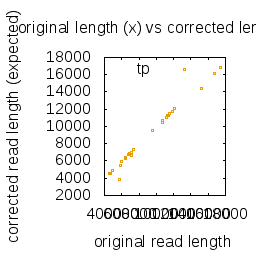 original length (x) vs corrected ler
tp
18000
16000
14000
12000
10000
8000
6000
4000
2000
corrected read length (expected)
original read length